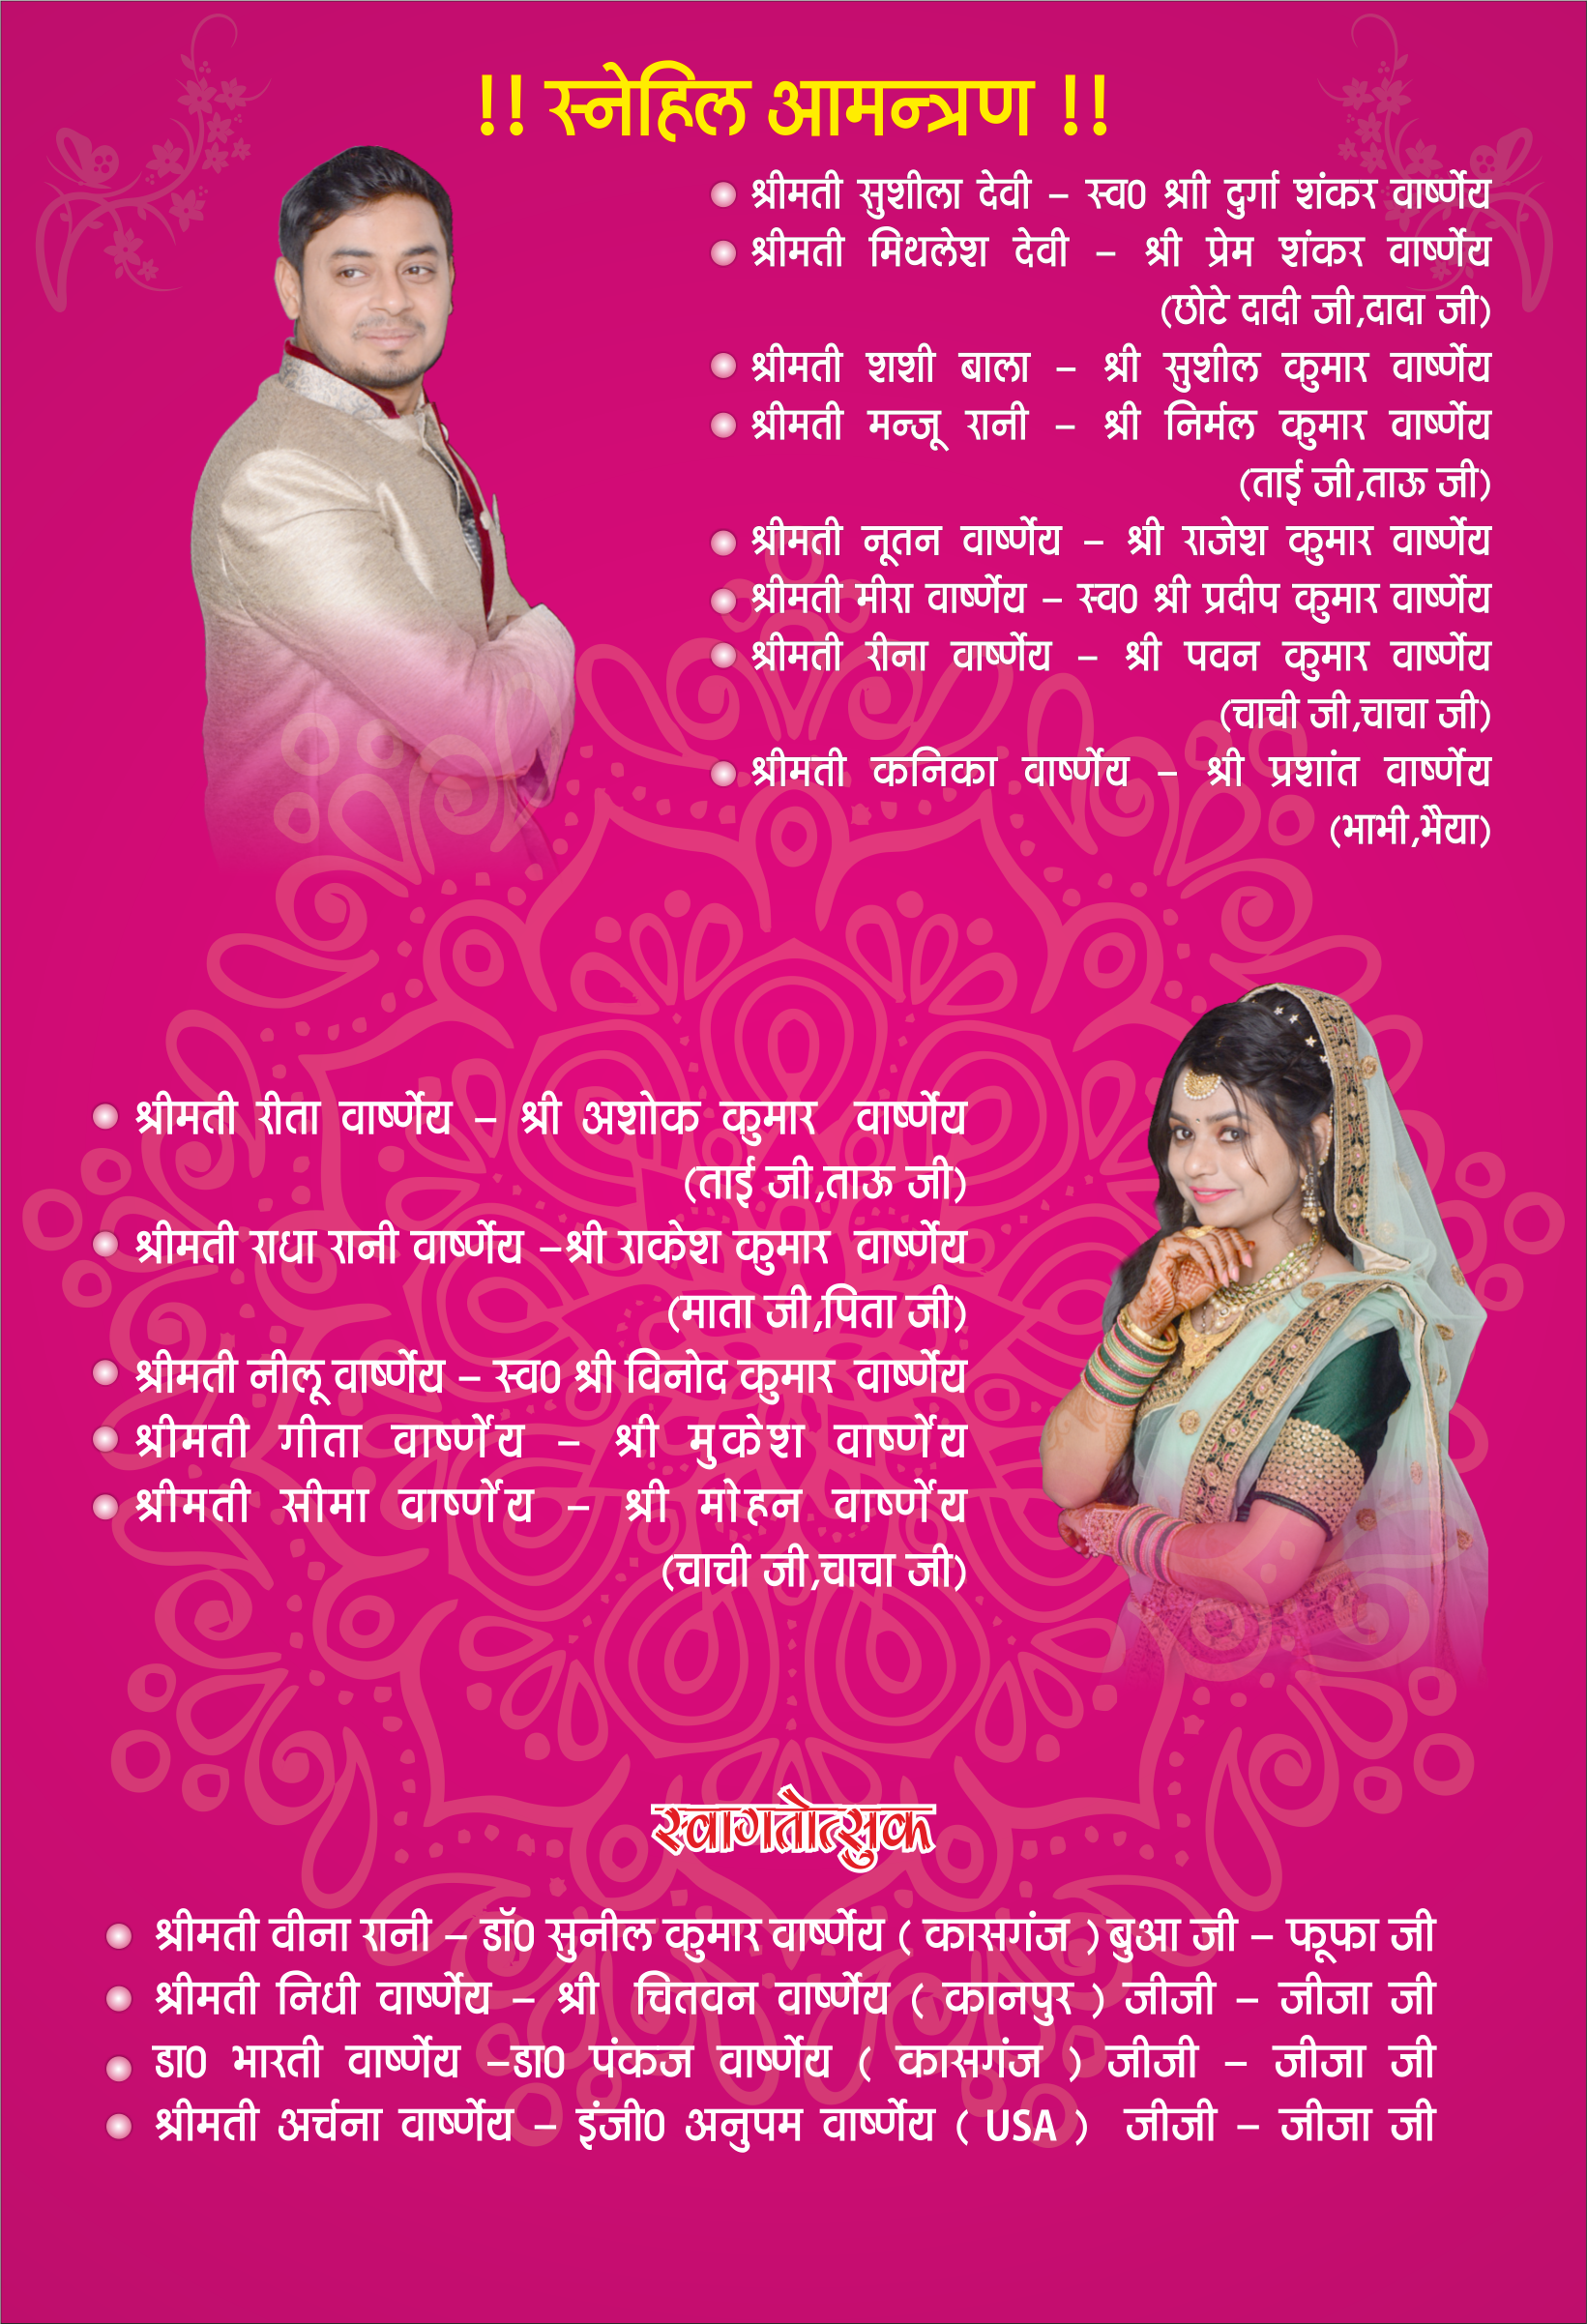 !! स्नेहिल आमन्त्रण !!
श्रीमती सुशीला देवी – स्व0 श्री दुर्गा शंकर वार्ष्णेय
श्रीमती मिथलेश देवी – श्री प्रेम शंकर वार्ष्णेय
(छोटे दादी जी,दादा जी)
श्रीमती शशी बाला – श्री सुशील कुमार वार्ष्णेय
श्रीमती मन्जू रानी – श्री निर्मल कुमार वार्ष्णेय
(ताई जी,ताऊ जी)
श्रीमती नूतन वार्ष्णेय – श्री राजेश कुमार वार्ष्णेय
श्रीमती मीरा वार्ष्णेय – स्व0 श्री प्रदीप कुमार वार्ष्णेय
श्रीमती रीना वार्ष्णेय – श्री पवन कुमार वार्ष्णेय
(चाची जी,चाचा जी)
श्रीमती कनिका वार्ष्णेय – श्री प्रशांत वार्ष्णेय
(भाभी,भैया)
श्रीमती रीता वार्ष्णेय – श्री अशोक कुमार वार्ष्णेय
(ताई जी,ताऊ जी)
श्रीमती राधा रानी वार्ष्णेय –श्री राकेश कुमार वार्ष्णेय
(माता जी,पिता जी)
श्रीमती नीलू वार्ष्णेय – स्व0 श्री विनोद कुमार वार्ष्णेय
श्रीमती गीता वार्ष्णेय – श्री मुकेश वार्ष्णेय
श्रीमती सीमा वार्ष्णेय – श्री मोहन वार्ष्णेय
(चाची जी,चाचा जी)
स्वागतोत्सुक
श्रीमती वीना रानी – डॉ0 सुनील कुमार वार्ष्णेय ( कासगंज ) बुआ जी – फूफा जी
श्रीमती निधी वार्ष्णेय – श्री चितवन वार्ष्णेय ( कानपुर ) जीजी – जीजा जी
डा0 भारती वार्ष्णेय –डा0 पंकज वार्ष्णेय ( कासगंज ) जीजी – जीजा जी
श्रीमती अर्चना वार्ष्णेय – इंजी0 अनुपम वार्ष्णेय ( USA ) जीजी – जीजा जी